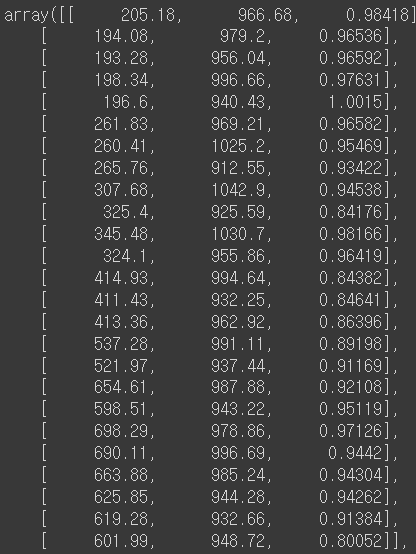 array([[ 205.18, 966.68, 0.98418]
[ 194.08, 979.2, 0.96536],
[ 193.28, 956.04, 0.96592],
[ 198.34, 996.66, 0.97631],
[ 196.6, 940.43, 1.0015],
[ 261.83, 969.21, 0.96582],
[ 260.41, 1025.2, 0.95469],
[ 265.76, 912.55, 0.93422],
[ 307.68, 1042.9, 0.94538],
[ 325.4, 925.59, 0.84176],
[ 345.48, 1030.7, 0.98166],
[ 324.1, 955.86, 0.96419],
[ 414.93, 994.64, 0.84382],
[ 411.43, 932.25, 0.84641],
[ 413.36, 962.92, 0.86396],
[ 537.28, 991.11, 0.89198],
[ 521.97, 937.44, 0.91169],
[ 654.61, 987.88, 0.92108],
[ 598.51, 943.22, 0.95119],
[ 698.29, 978.86, 0.97126],
[ 690.11, 996.69, 0.9442],
[ 663.88, 985.24, 0.94304],
[ 625.85, 944.28, 0.94262],
[ 619.28, 932.66, 0.91384],
[ 601.99, 948.72, 0.80052]],